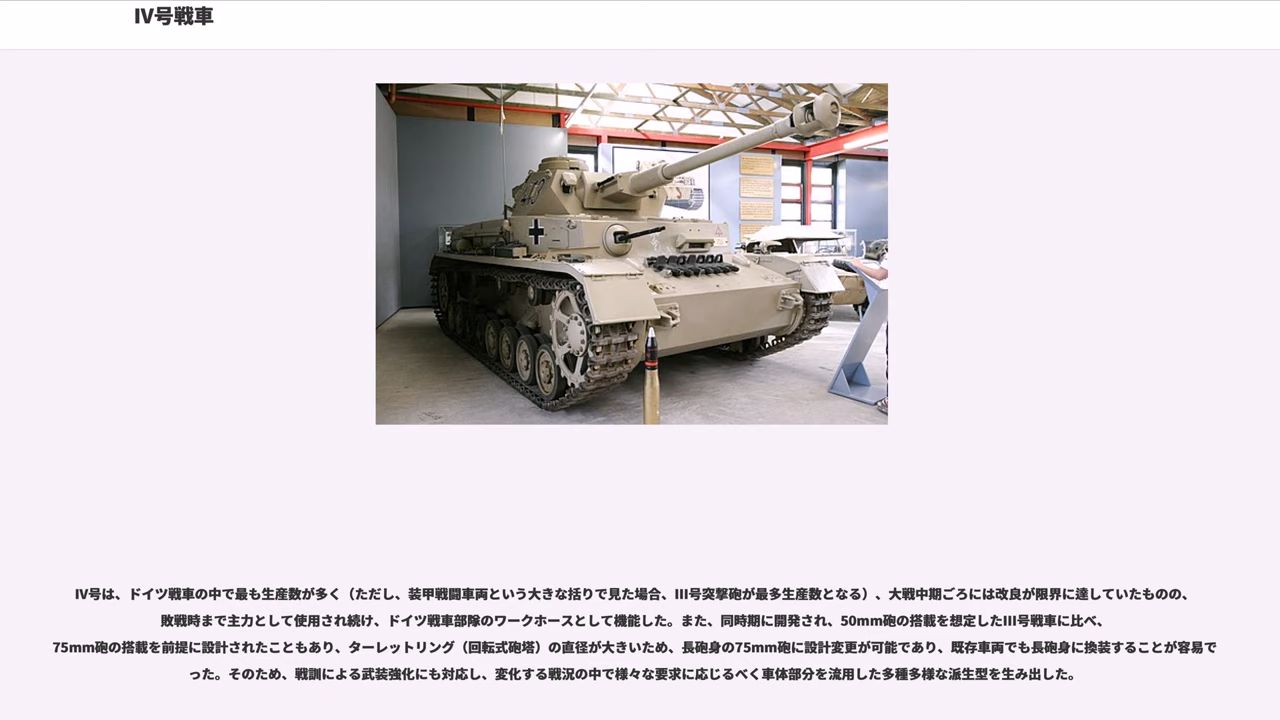 IV号戦車
IV号は、ドイツ戦車の中で最も生産数が多く（ただし、装甲戦闘車両という大きな括りで見た場合、III号突撃砲が最多生産数となる）、大戦中期ごろには改良が限界に達していたものの、
敗戦時まで主力として使用され続け、ドイツ戦車部隊のワークホースとして機能した。また、同時期に開発され、50mm砲の搭載を想定したIII号戦車に比べ、
75mm砲の搭載を前提に設計されたこともあり、ターレットリング（回転式砲塔）の直径が大きいため、長砲身の75mm砲に設計変更が可能であり、既存車両でも長砲身に換装することが容易で
った。そのため、戦訓による武装強化にも対応し、変化する戦況の中で様々な要求に応じるべく車体部分を流用した多種多様な派生型を生み出した。